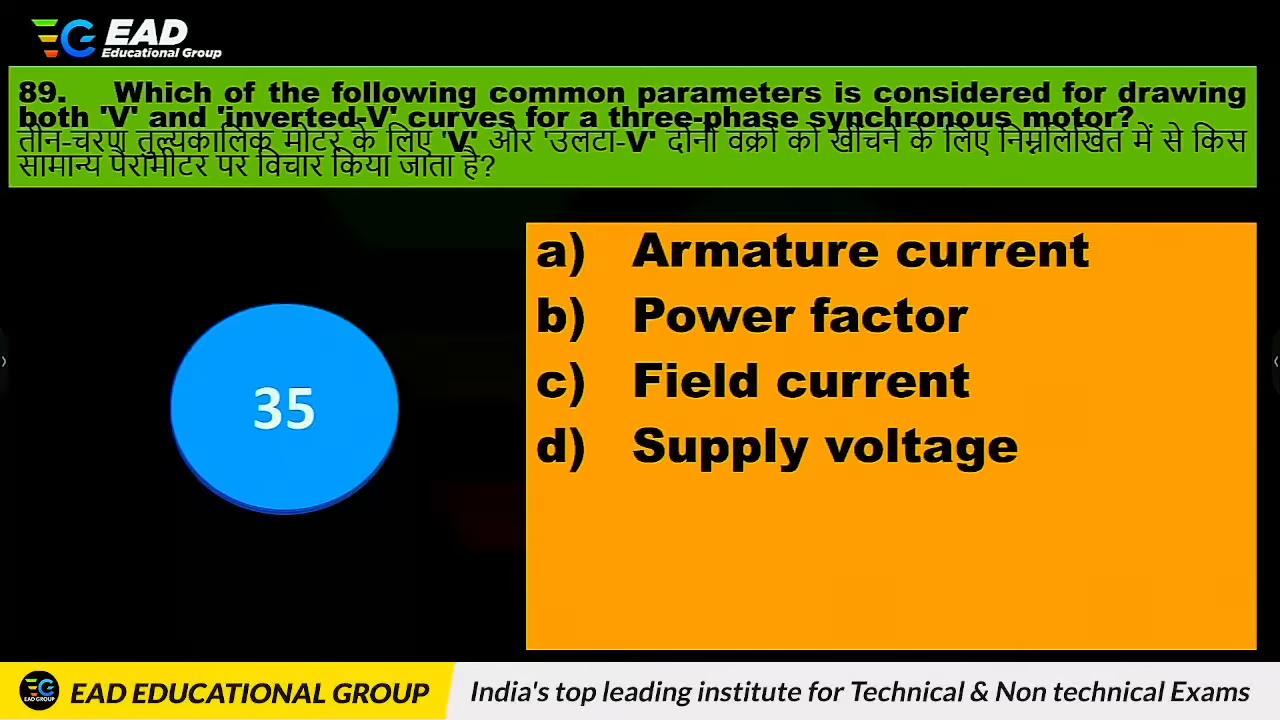 EAD
Educational Group
89. Which of the following common parameters is considered for drawing
both 'V' and 'inverted-V' curves for a three-phase synchronous motor?
तीन-चरण तुल्यकालिक मोटर के लिए 'V' और 'उलटा-V' दोनों वक्रों को खींचने के लिए निम्नलिखित में से किस
सामान्य पैरामीटर पर विचार किया जाता है?
a) Armature current
b) Power factor
c) Field current
d) Supply voltage
35
EAD GROUP
EAD EDUCATIONAL GROUP
India's top leading institute for Technical & Non technical Exams